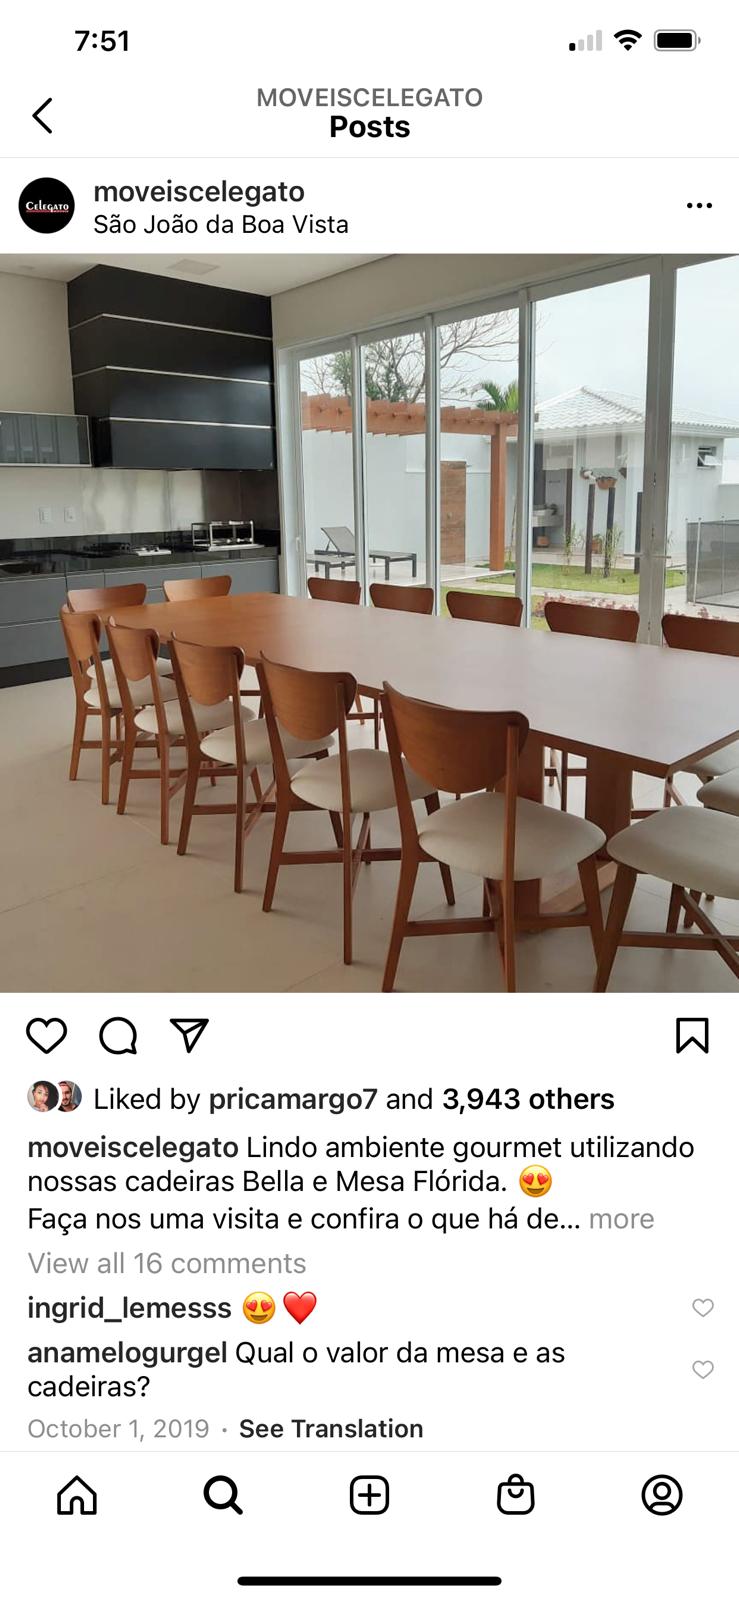 7:51
MOVEISCELEGATO
Posts
CELEGATO
moveiscelegato
São João da Boa Vista
Liked by pricamargo7 and 3,943 others
moveiscelegato Lindo ambiente gourmet utilizando
nossas cadeiras Bella e Mesa Flórida. 😍
Faça nos uma visita e confira o que há de... more
View all 16 comments
ingrid_lemesss 😍❤️
anamelogurgel Qual o valor da mesa e as
cadeiras?
October 1, 2019 · See Translation